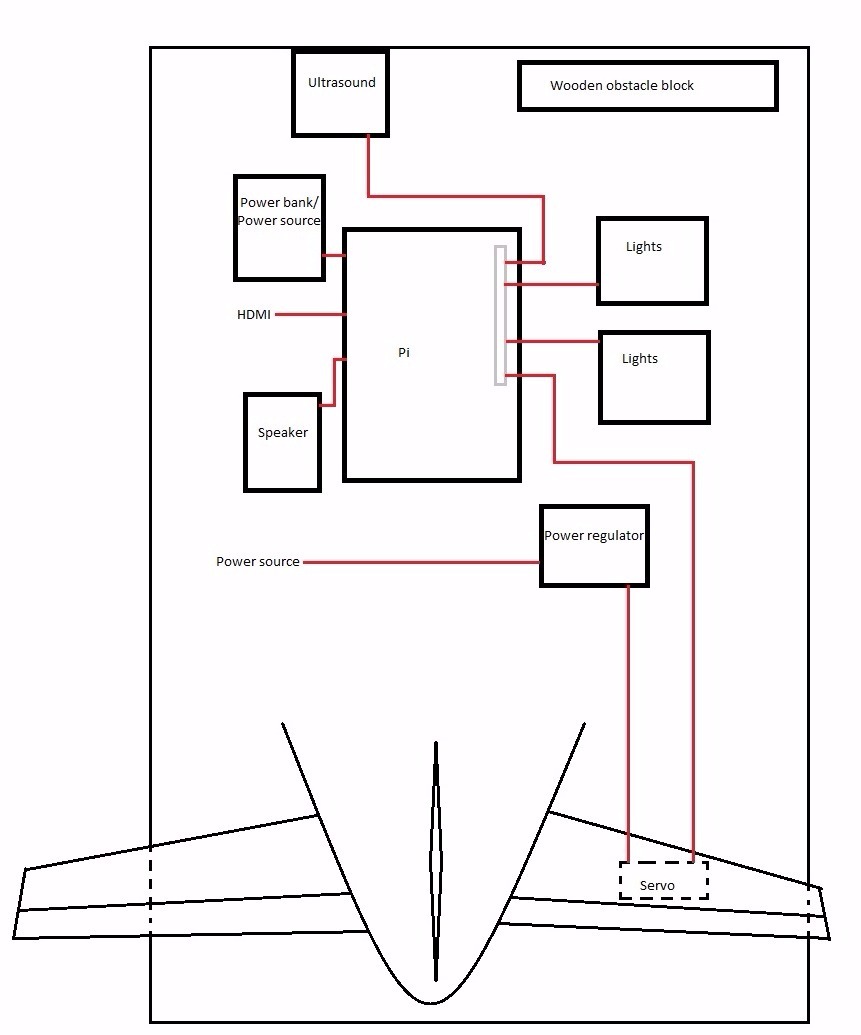 Ultrasound
Wooden obstacle block
Power bank/
Power source
Lights
HDMI
Pi
Lights
Speaker
Power regulator
Power source
Servo